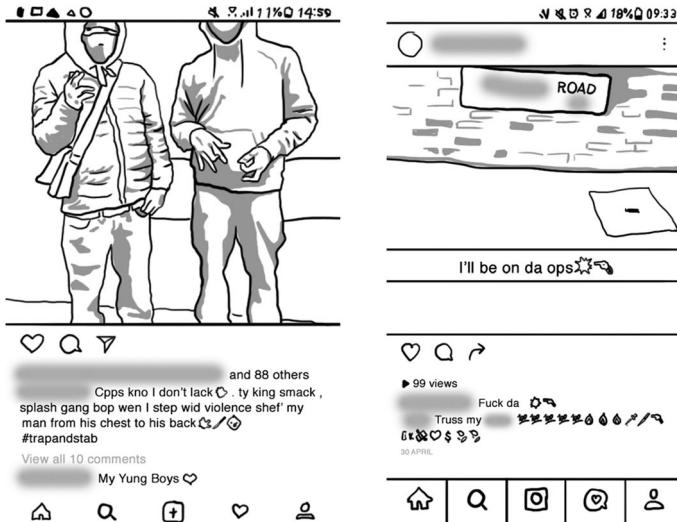 11% 14:59
and 88 others
Cpps kno I don't lack . ty king smack ,
splash gang bop wen I step wid violence shef' my
man from his chest to his back
#trapandstab
View all 10 comments
My Yung Boys
18% 09:33
ROAD
I'll be on da ops
99 views
Fuck da
Truss my
30 APRIL